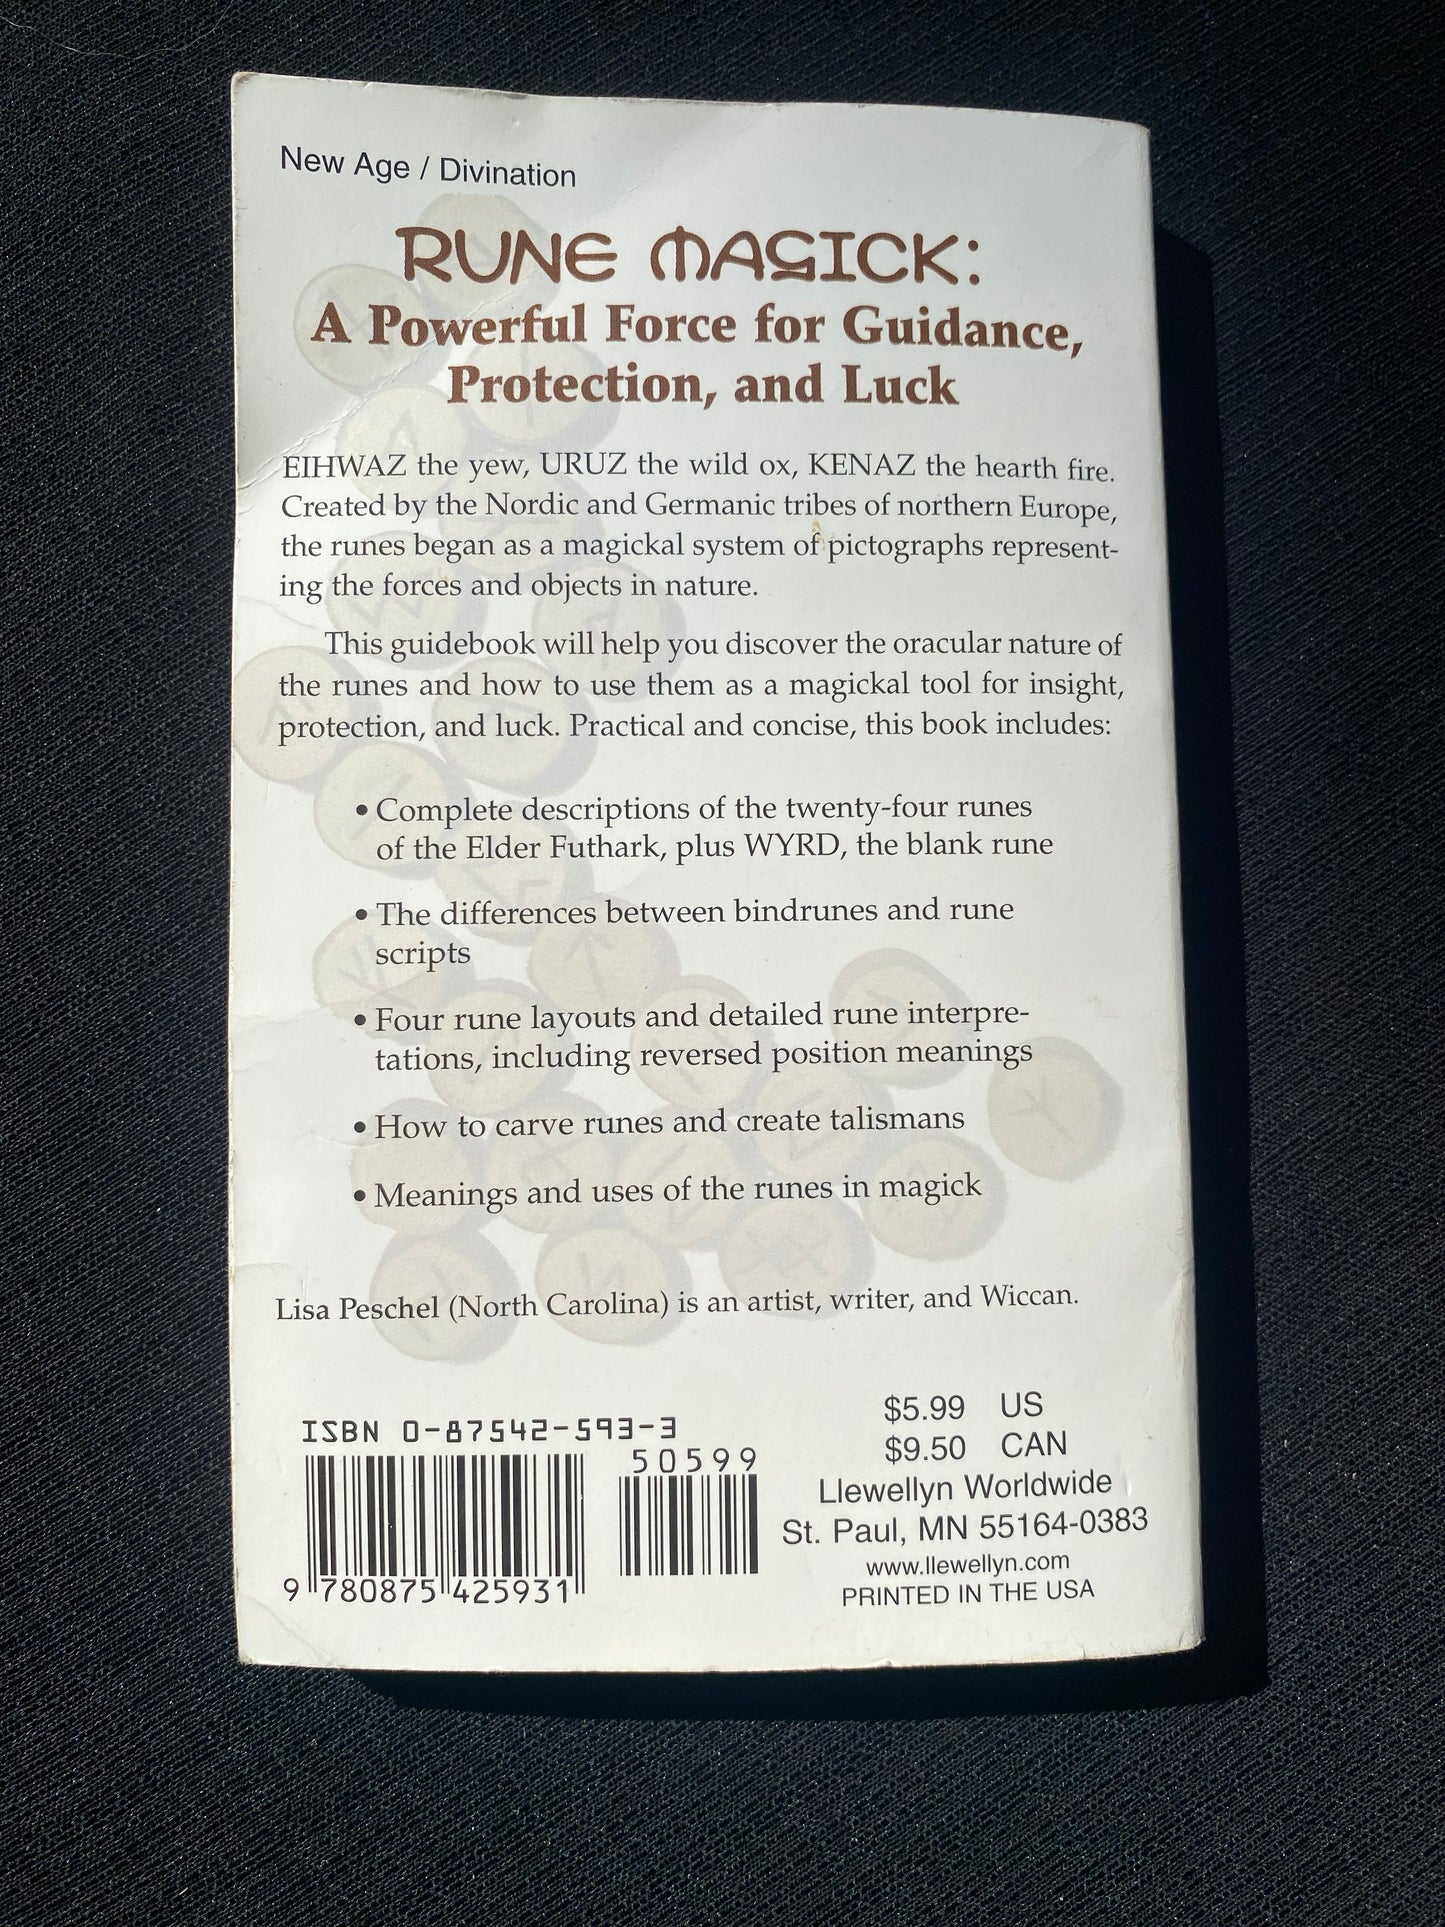 New Age / Divination
RUNE MAGICK:
A Powerful Force for Guidance,
Protection, and Luck
EIHWAZ the yew, URUZ the wild ox, KENAZ the hearth fire.
Created by the Nordic and Germanic tribes of northern Europe,
the runes began as a magickal system of pictographs represent-
ing the forces and objects in nature.
This guidebook will help you discover the oracular nature of
the runes and how to use them as a magickal tool for insight,
protection, and luck. Practical and concise, this book includes:
• Complete descriptions of the twenty-four runes
of the Elder Futhark, plus WYRD, the blank rune
• The differences between bindrunes and rune
scripts
• Four rune layouts and detailed rune interpre-
tations, including reversed position meanings
• How to carve runes and create talismans
• Meanings and uses of the runes in magick
Lisa Peschel (North Carolina) is an artist, writer, and Wiccan.
ISBN 0-87542-593-3
50599
9 780875 425931
$5.99 US
$9.50 CAN
Llewellyn Worldwide
St. Paul, MN 55164-0383
www.llewellyn.com
PRINTED IN THE USA